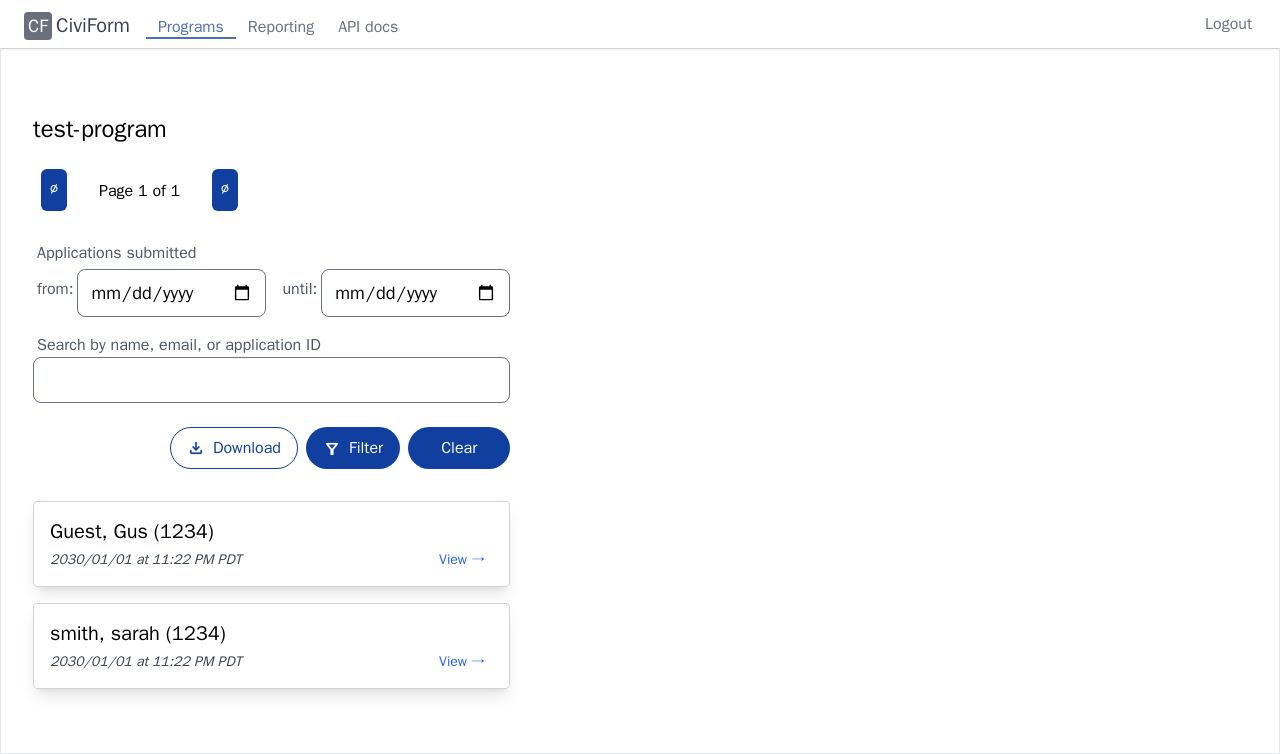 CF CiviForm Programs Reporting API docs Logout
test-program
∅ Page 1 of 1 ∅
Applications submitted
from: mm/dd/yyyy until: mm/dd/yyyy
Search by name, email, or application ID
Download Filter Clear
Guest, Gus (1234)
2030/01/01 at 11:22 PM PDT View →
smith, sarah (1234)
2030/01/01 at 11:22 PM PDT View →